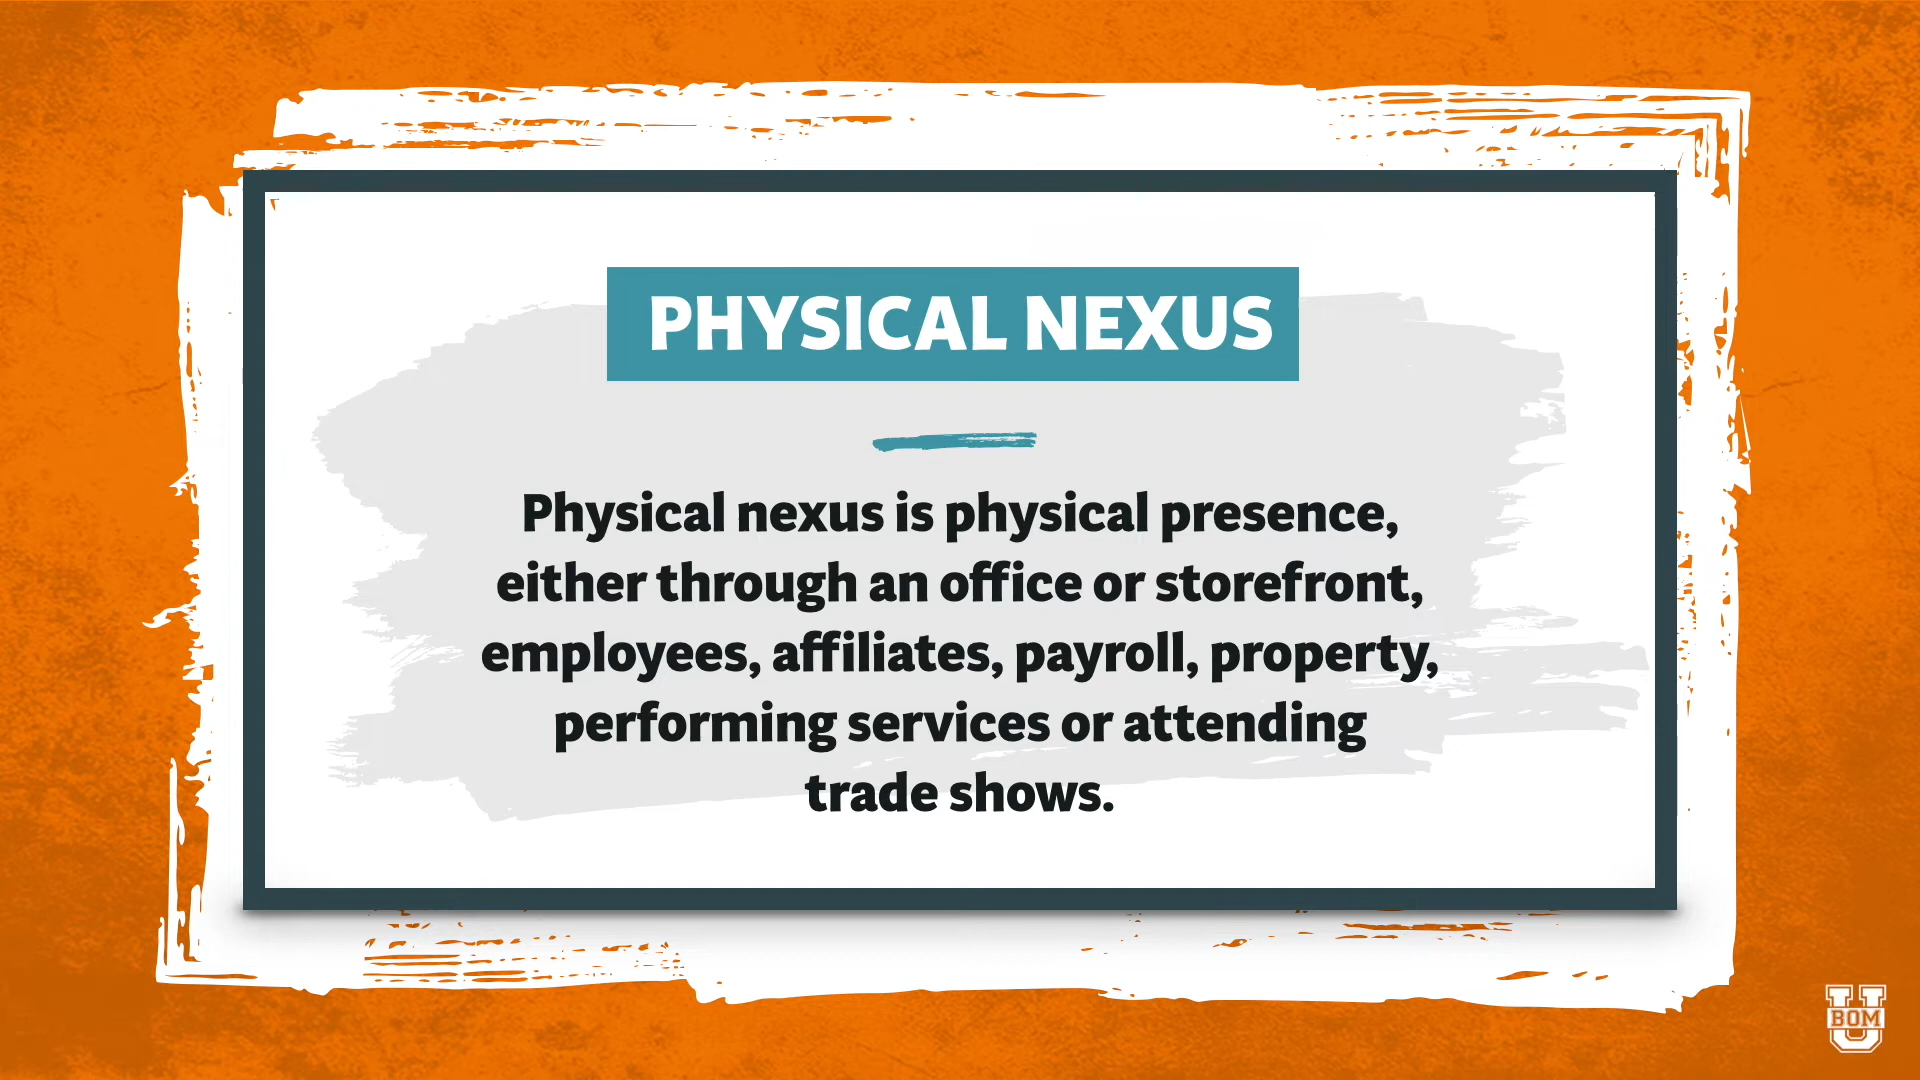 PHYSICAL NEXUS
Physical nexus is physical presence,
either through an office or storefront,
employees, affiliates, payroll, property,
performing services or attending
trade shows.
U
BOM